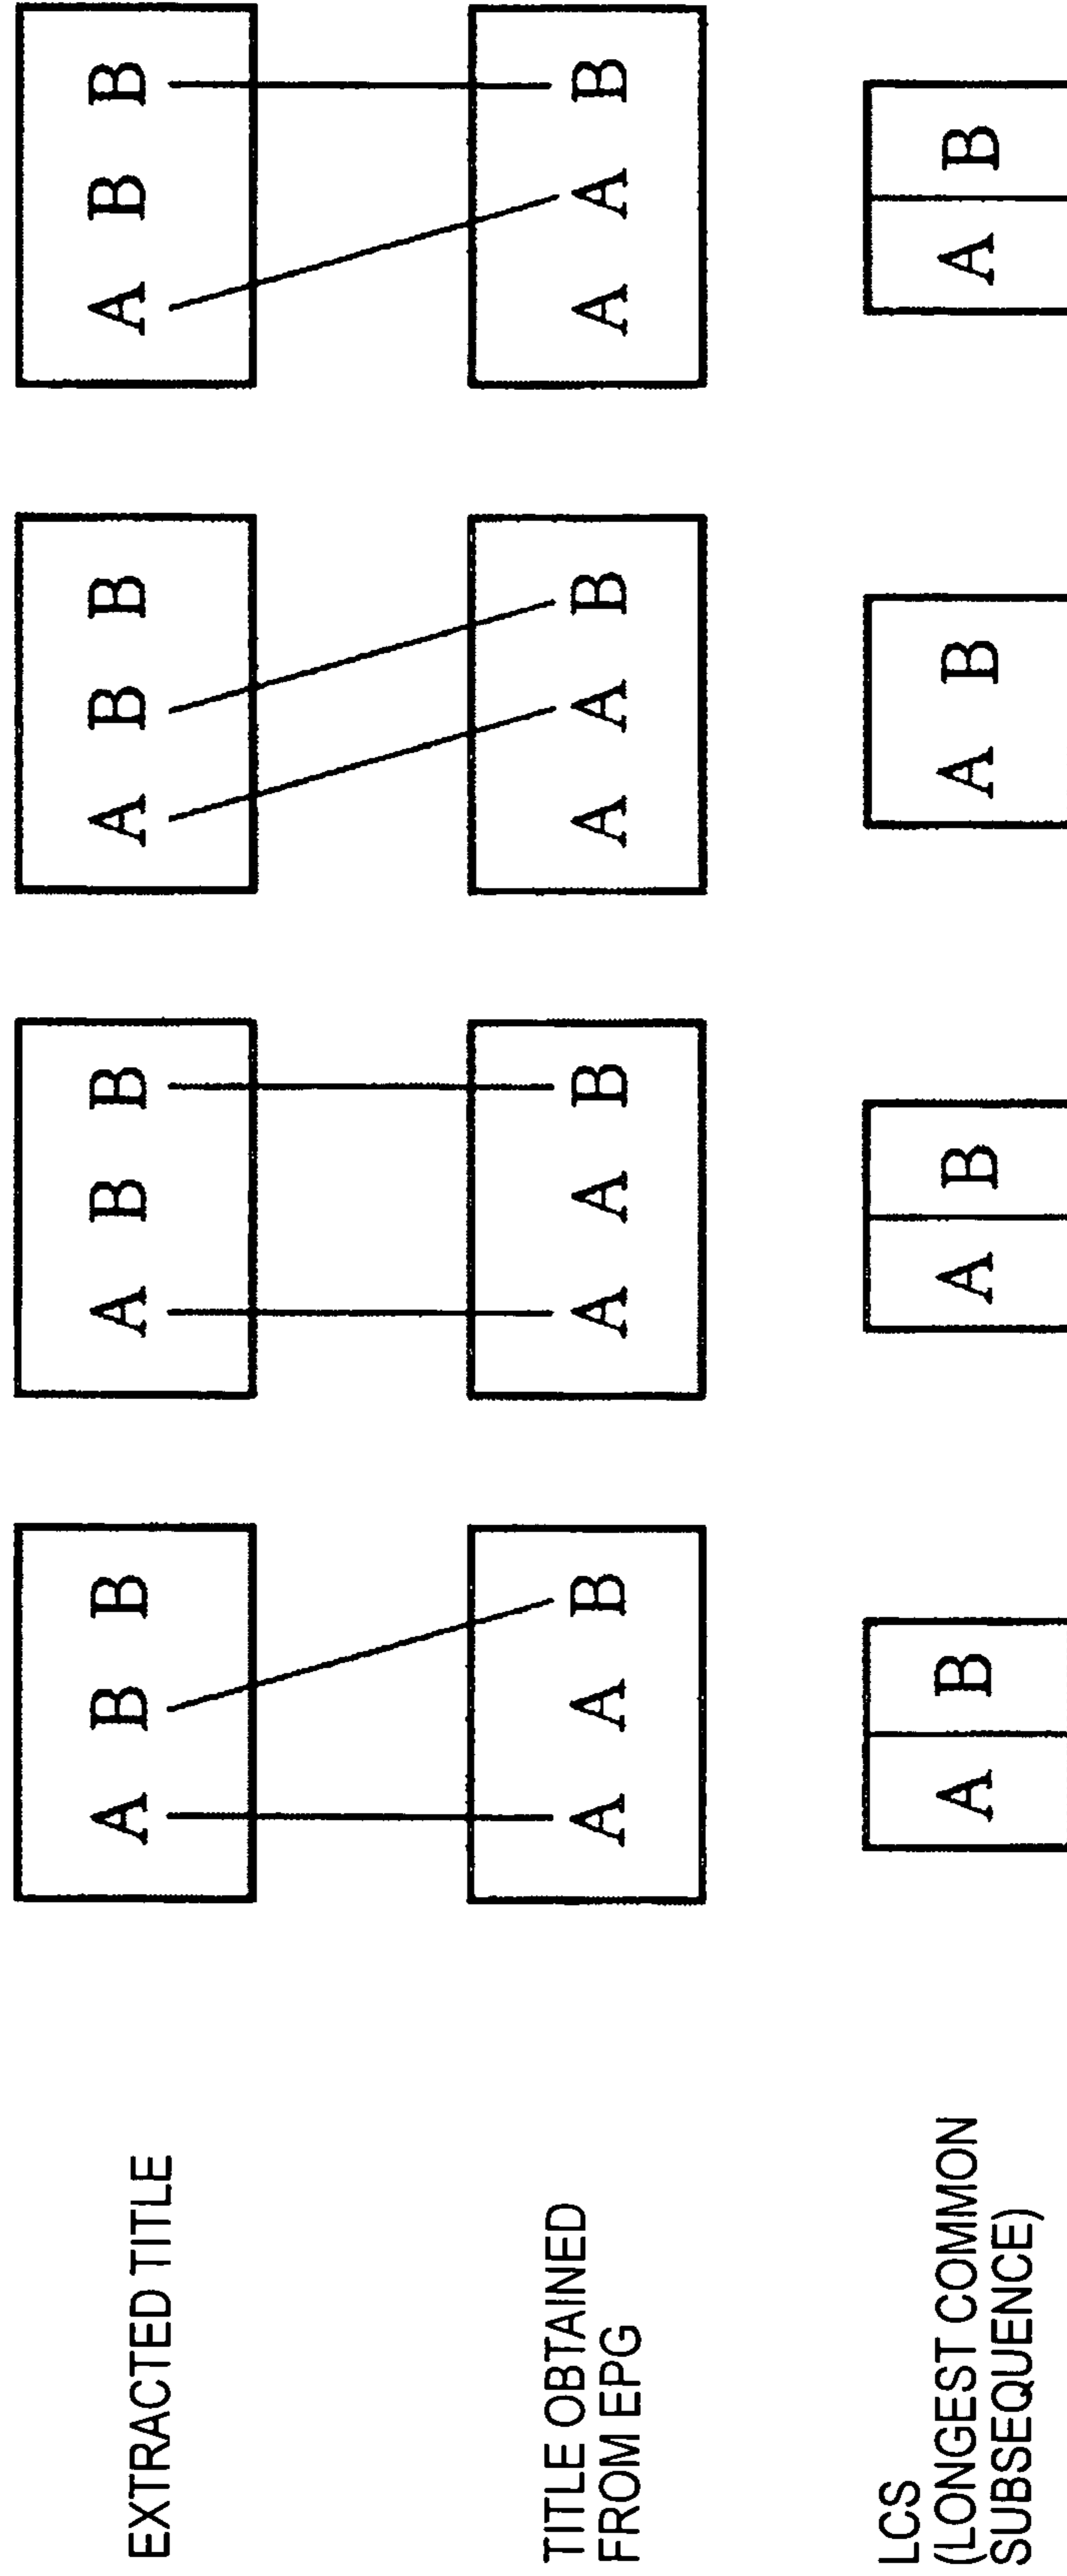 EXTRACTED TITLE
A B B
A B B
A B B
A B B
TITLE OBTAINED
FROM EPG
A A B
A A B
A A B
A A B
LCS
(LONGEST COMMON
SUBSEQUENCE)
A B
A B
A B
A B